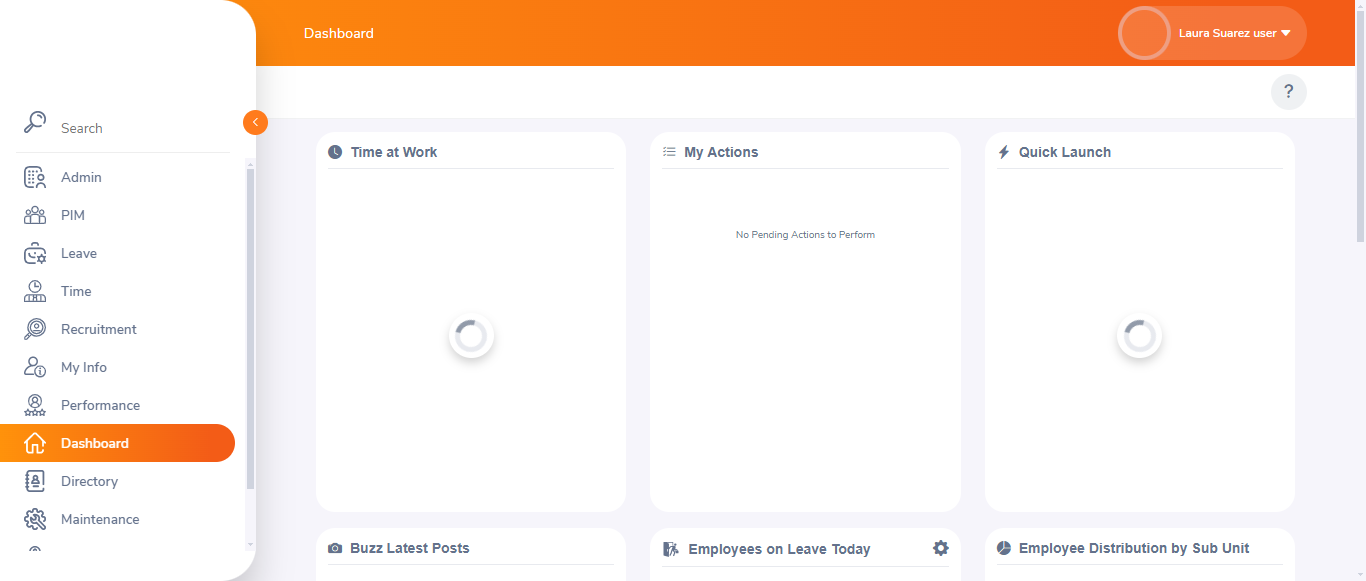 Dashboard
Laura Suarez user
?
Search
Admin
PIM
Leave
Time
Recruitment
My Info
Performance
Dashboard
Directory
Maintenance
Time at Work
My Actions
No Pending Actions to Perform
Quick Launch
Buzz Latest Posts
Employees on Leave Today
Employee Distribution by Sub Unit